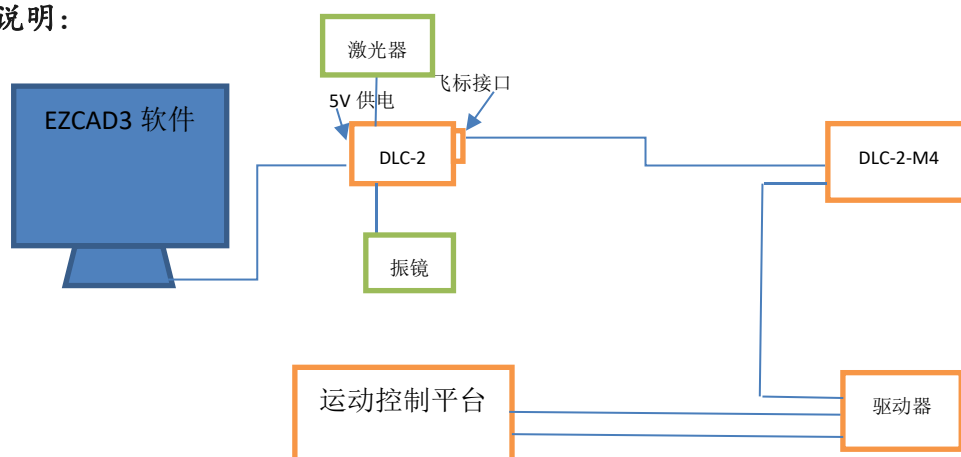 说明：
激光器
飞标接口
5V 供电
EZCAD3 软件
DLC-2
DLC-2-M4
振镜
运动控制平台
驱动器